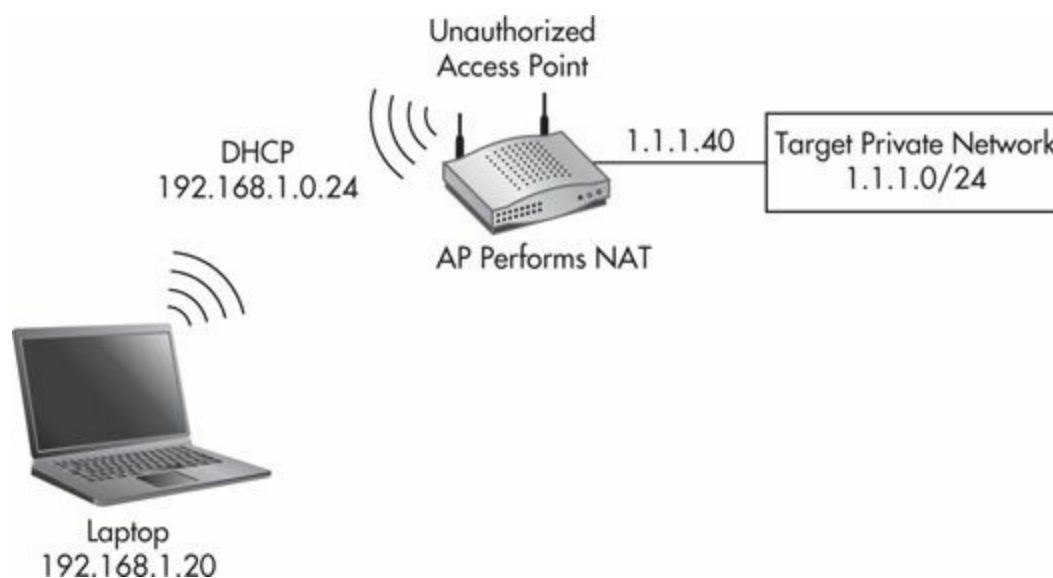 Unauthorized
Access Point
DHCP
192.168.1.0.24
1.1.1.40
Target Private Network
1.1.1.0/24
AP Performs NAT
Laptop
192.168.1.20